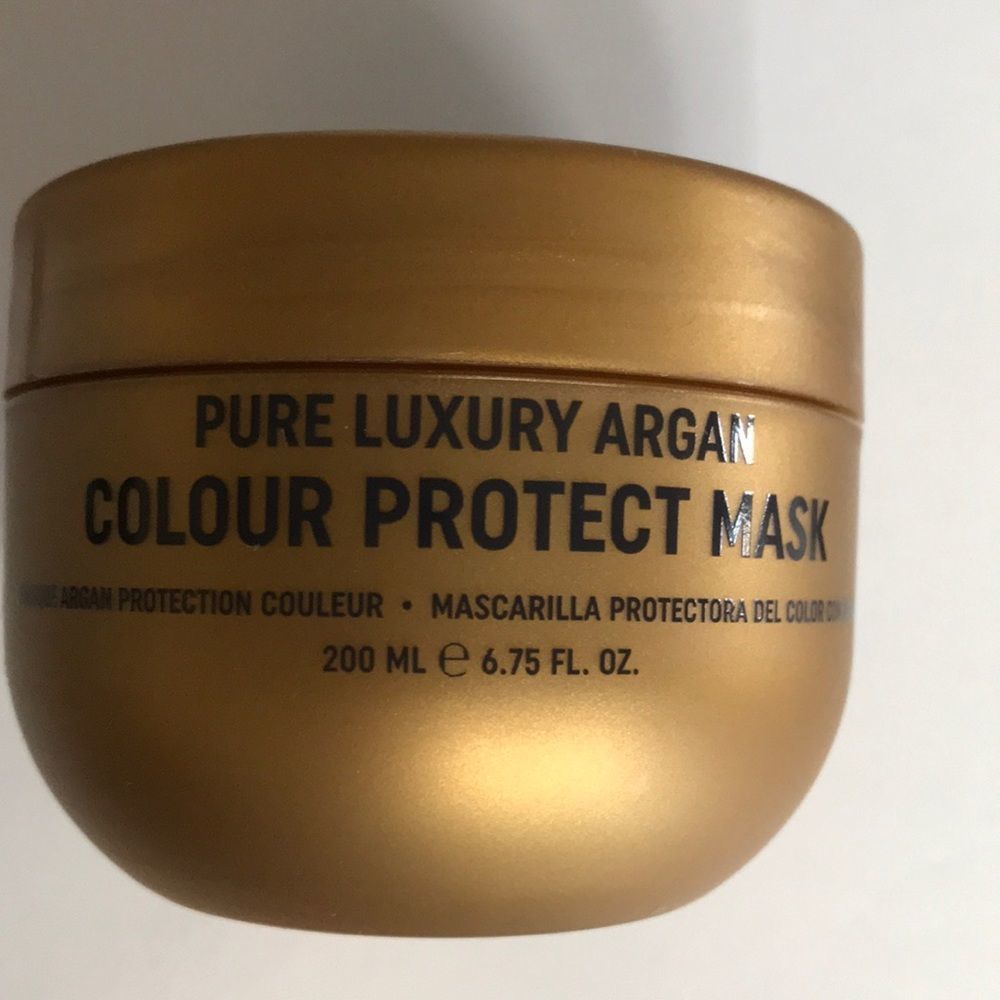 PURE LUXURY ARGAN
COLOUR PROTECT MASK
ARGAN PROTECTION COULEUR • MASCARILLA PROTECTORA DEL COLOR
200 ML ℮ 6.75 FL. OZ.